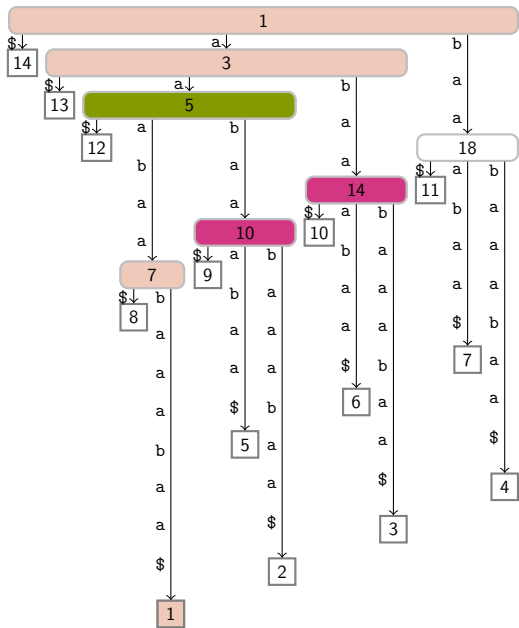 1
$ a b
14 3
$ a b a
13 5
a a
$ a b
12 18
b a a $ a b
14 11
a a $ a b b a
10 10
a $ a b b a a a
7 9
$ b b a a a a a
8
a a a a a $ b
7
a a a $ b a
6
a $ b a a
5
b a a $
4
a a $
3
a $
2
$
1